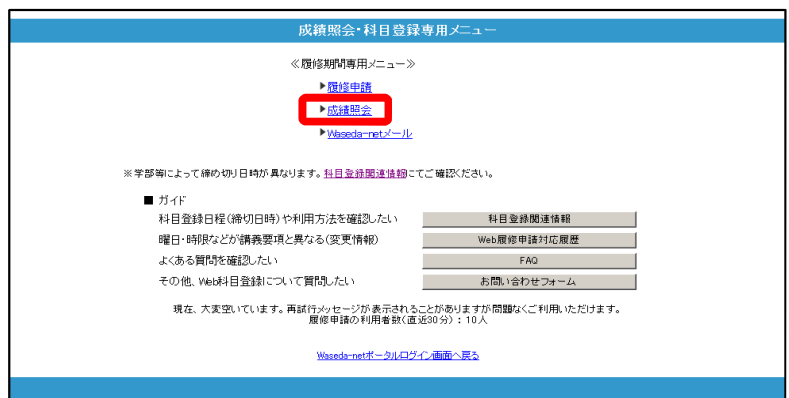 成績照会・科目登録専用メニュー
≪履修期間専用メニュー≫
▶履修申請
▶成績照会
▶Waseda-netメール
※学部等によって締め切り日時が異なります。科目登録関連情報にてご確認ください。
■ ガイド
科目登録日程(締切日時)や利用方法を確認したい 科目登録関連情報
曜日・時限などが講義要項と異なる(変更情報) Web履修申請対応履歴
よくある質問を確認したい FAQ
その他、Web科目登録について質問したい お問い合わせフォーム
現在、大変空いています。再試行メッセージが表示されることがありますが問題なくご利用いただけます。
履修申請の利用者数(直近30分) : 10人
Waseda-netポータルログイン画面へ戻る